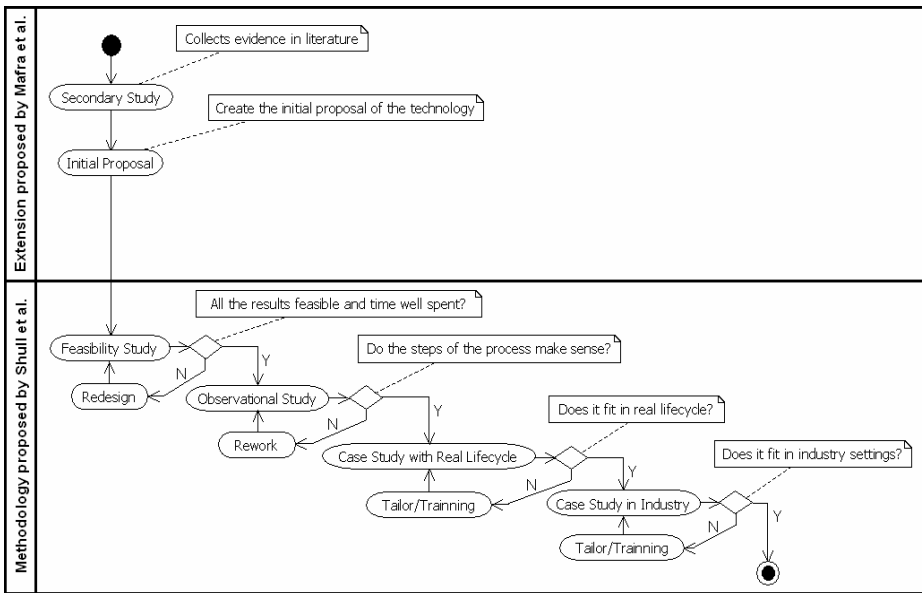 Extension proposed by Mafra et al.
Collects evidence in literature
Secondary Study
Create the initial proposal of the technology
Initial Proposal
Methodology proposed by Shull et al.
All the results feasible and time well spent?
Feasibility Study
Y
N
Redesign
Do the steps of the process make sense?
Observational Study
Y
N
Rework
Does it fit in real lifecycle?
Case Study with Real Lifecycle
Y
N
Tailor/Trainning
Does it fit in industry settings?
Case Study in Industry
Y
N
Tailor/Trainning